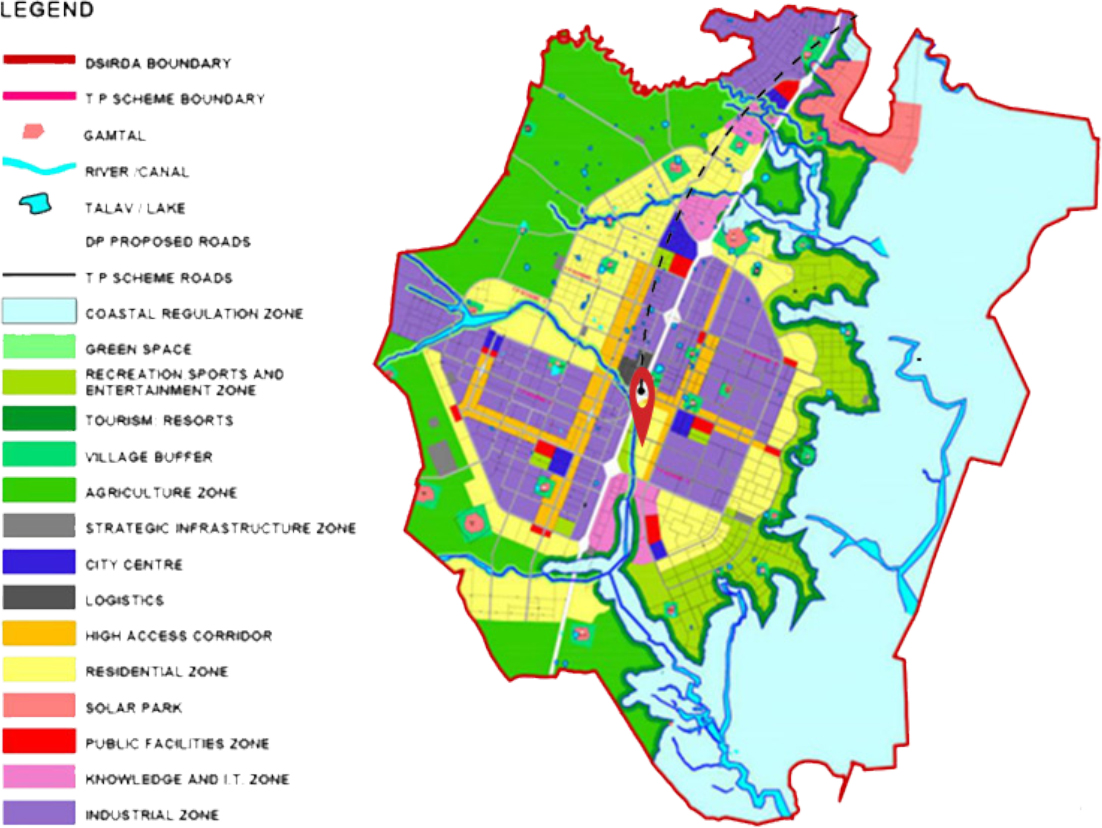 LEGEND
DSIRDA BOUNDARY
T P SCHEME BOUNDARY
GAMTAL
RIVER /CANAL
TALAV / LAKE
DP PROPOSED ROADS
T P SCHEME ROADS
COASTAL REGULATION ZONE
GREEN SPACE
RECREATION SPORTS AND
ENTERTAINMENT ZONE
TOURISM: RESORTS
VILLAGE BUFFER
AGRICULTURE ZONE
STRATEGIC INFRASTRUCTURE ZONE
CITY CENTRE
LOGISTICS
HIGH ACCESS CORRIDOR
RESIDENTIAL ZONE
SOLAR PARK
PUBLIC FACILITIES ZONE
KNOWLEDGE AND I.T. ZONE
INDUSTRIAL ZONE